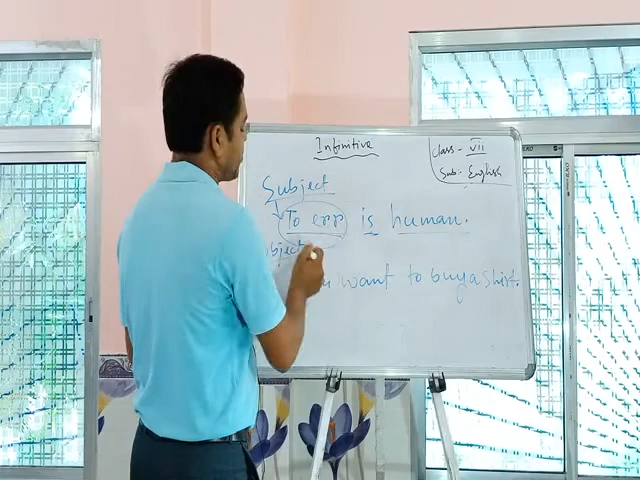 Infinitive
Class - VII
Sub:- English
Subject
To err is human.
bject
want to buy a shirt.